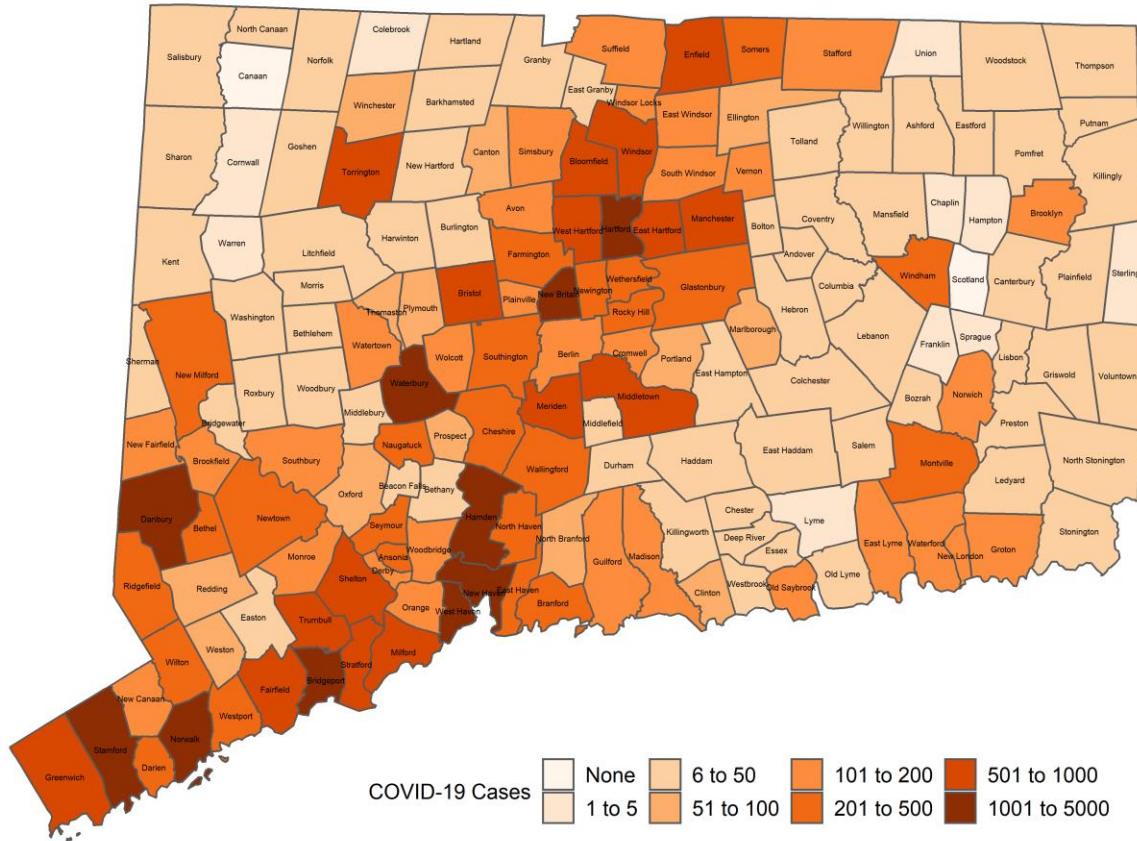 North Canaan
Colebrook
Hartland
Suffield
Enfield
Somers
Stafford
Union
Salisbury
Canaan
Norfolk
Granby
East Granby
Woodstock
Thompson
Winchester
Barkhamsted
Windsor Locks
East Windsor
Ellington
Willington
Ashford
Eastford
Putnam
Sharon
Cornwall
Goshen
Torrington
New Hartford
Canton
Simsbury
Bloomfield
Windsor
South Windsor
Vernon
Tolland
Pomfret
Killingly
Kent
Warren
Litchfield
Harwinton
Burlington
Avon
West Hartford
Hartford
East Hartford
Manchester
Bolton
Coventry
Mansfield
Chaplin
Hampton
Brooklyn
Farmington
Andover
Columbia
Windham
Scotland
Canterbury
Plainfield
Sterling
Morris
Washington
Bethlehem
Thomaston
Plymouth
Bristol
Plainville
New Britain
Newington
Wethersfield
Rocky Hill
Glastonbury
Hebron
Lebanon
Franklin
Sprague
Lisbon
Griswold
Voluntown
Sherman
New Milford
Watertown
Wolcott
Southington
Berlin
Cromwell
Portland
Marlborough
East Hampton
Colchester
Bozrah
Norwich
Preston
Roxbury
Woodbury
Waterbury
Middlebury
Meriden
Middletown
Middlefield
Bridgewater
New Fairfield
Brookfield
Southbury
Naugatuck
Prospect
Cheshire
Wallingford
Durham
Haddam
East Haddam
Salem
Montville
Ledyard
North Stonington
Danbury
Bethel
Newtown
Oxford
Beacon Falls
Bethany
Hamden
North Haven
Killingworth
Chester
Deep River
Essex
Lyme
East Lyme
Waterford
New London
Groton
Stonington
Seymour
Ansonia
Derby
Woodbridge
North Branford
Guilford
Madison
Clinton
Westbrook
Old Saybrook
Old Lyme
Ridgefield
Redding
Monroe
Shelton
Orange
West Haven
New Haven
East Haven
Branford
Easton
Trumbull
Stratford
Milford
Wilton
Weston
Fairfield
Bridgeport
New Canaan
Westport
Greenwich
Stamford
Darien
Norwalk
COVID-19 Cases
None
1 to 5
6 to 50
51 to 100
101 to 200
201 to 500
501 to 1000
1001 to 5000